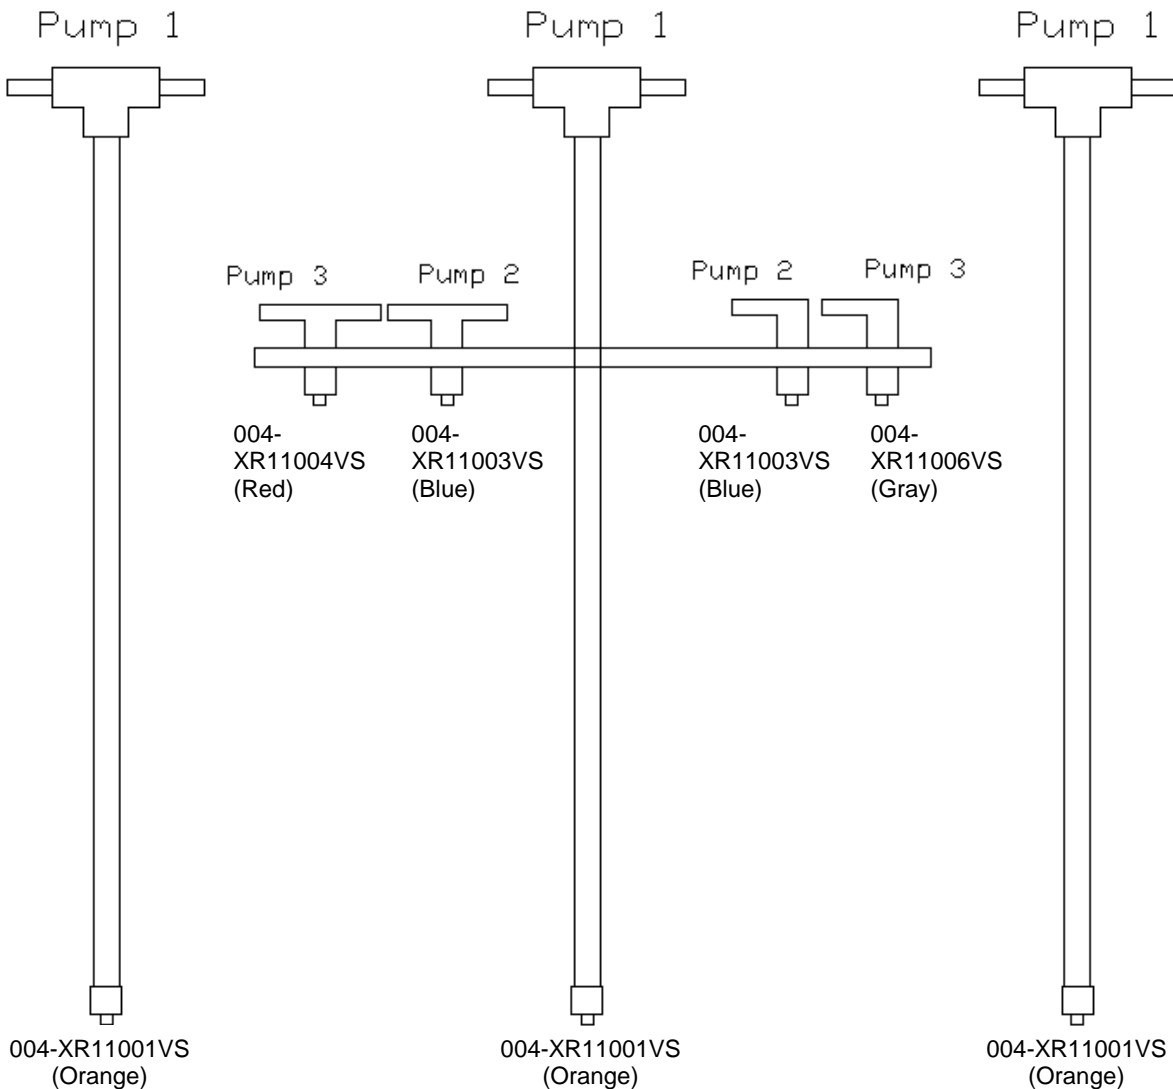 Pump 1
Pump 1
Pump 1
Pump 3
Pump 2
Pump 2
Pump 3
004-
XR11004VS
(Red)
004-
XR11003VS
(Blue)
004-
XR11003VS
(Blue)
004-
XR11006VS
(Gray)
004-XR11001VS
(Orange)
004-XR11001VS
(Orange)
004-XR11001VS
(Orange)